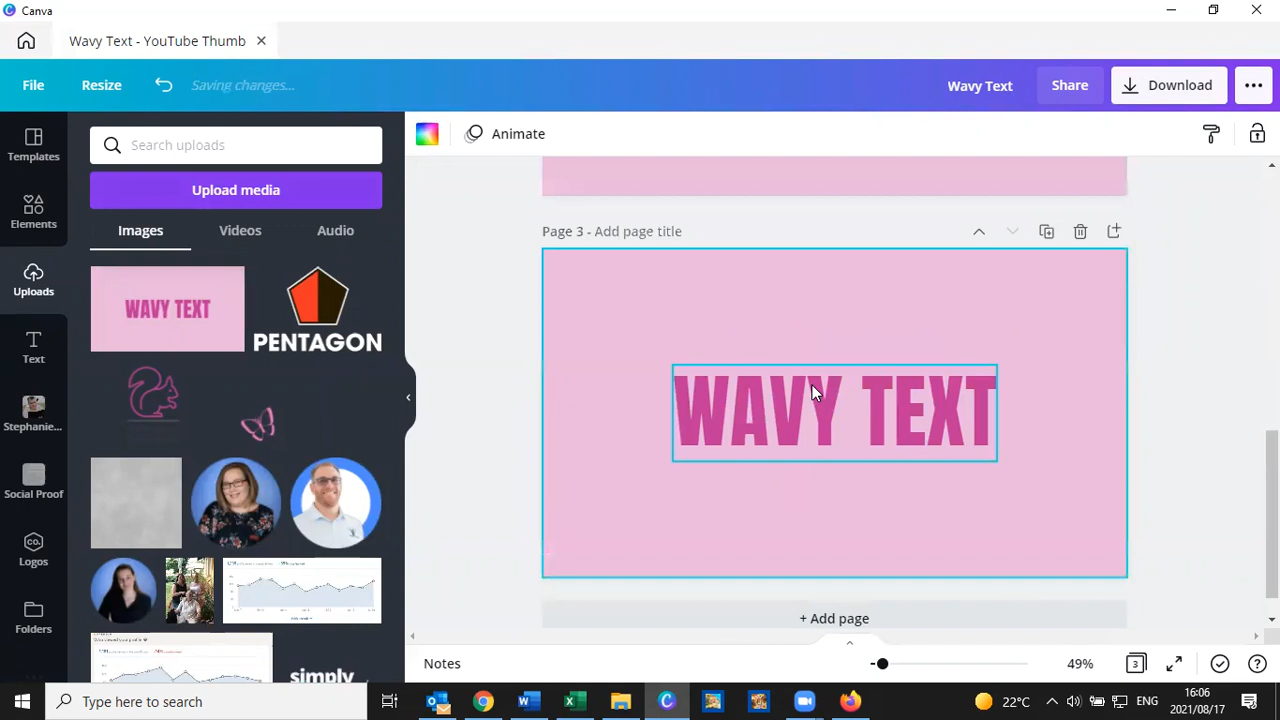 Canva
Wavy Text - YouTube Thumb
File
Resize
Saving changes...
Wavy Text
Share
Download
Templates
Elements
Uploads
Text
Stephanie...
Social Proof
Logos
Folders
Search uploads
Upload media
Images
Videos
Audio
WAVY TEXT
PENTAGON
simply
Animate
Page 3 - Add page title
WAVY TEXT
+ Add page
Notes
49%
3
Type here to search
22°C
ENG
16:06
2021/08/17